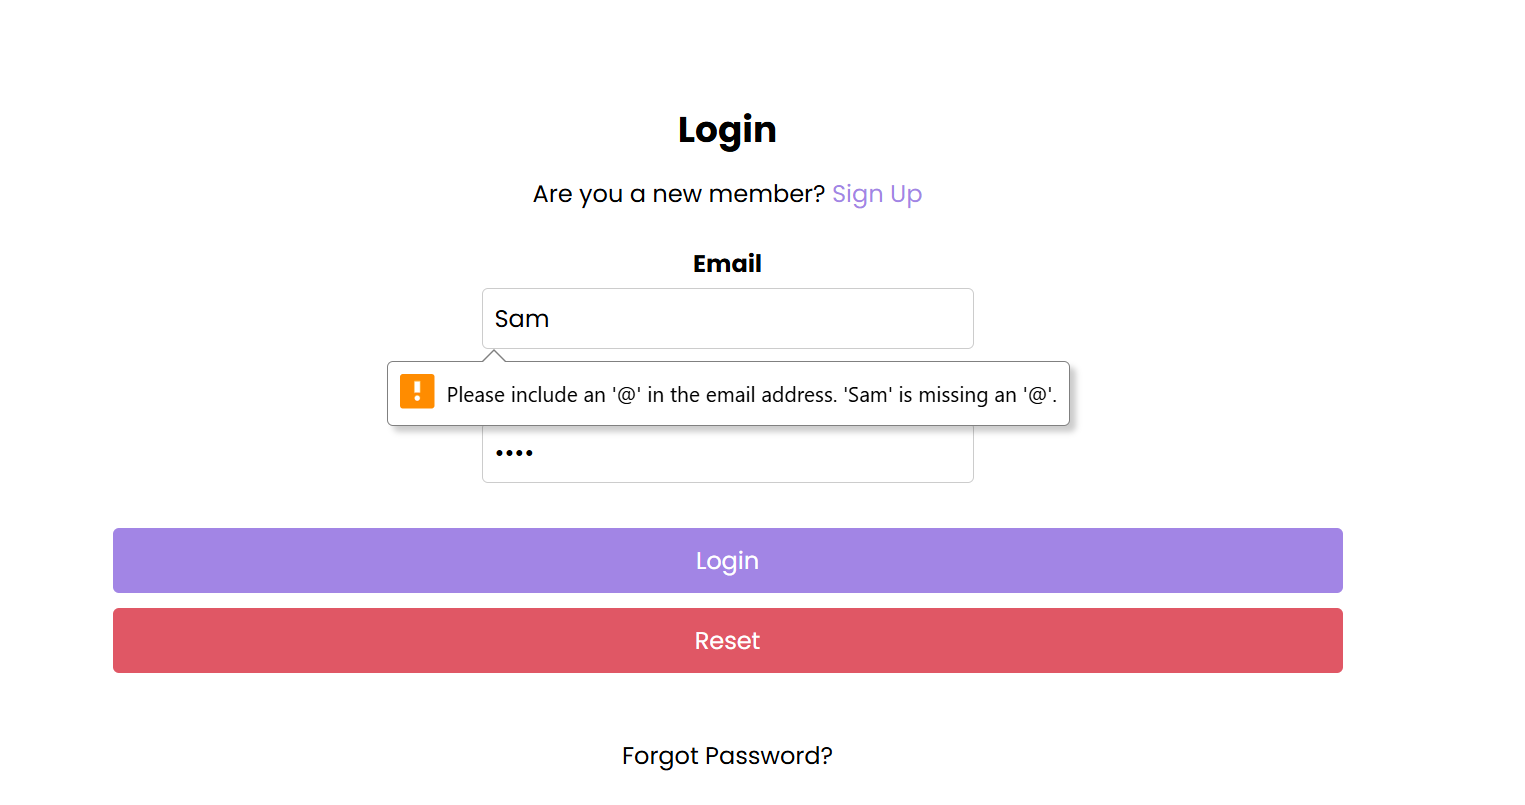 Login
Are you a new member? Sign Up
Email
Sam
Please include an '@' in the email address. 'Sam' is missing an '@'.
••••
Login
Reset
Forgot Password?